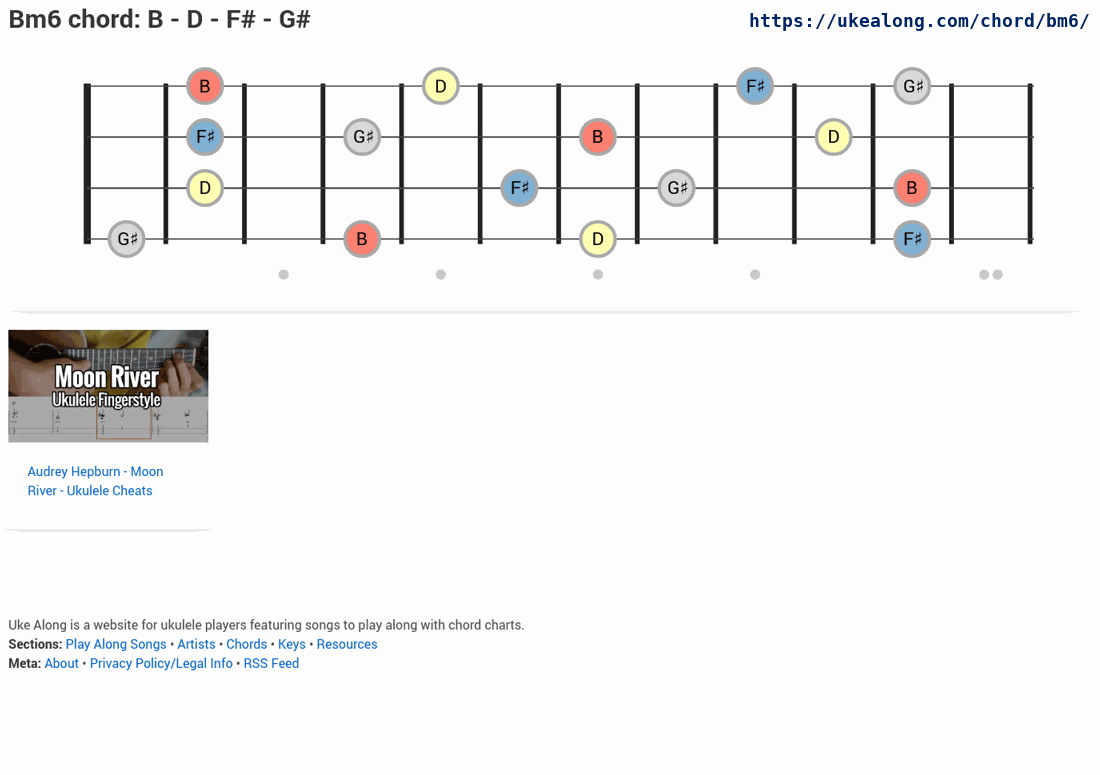 Bm6 chord: B - D - F# - G#
https://ukealong.com/chord/bm6/
B D F♯ G♯
F♯ G♯ B D
D F♯ G♯ B
G♯ B D F♯
Moon River
Ukulele Fingerstyle
Audrey Hepburn - Moon
River - Ukulele Cheats
Uke Along is a website for ukulele players featuring songs to play along with chord charts.
Sections: Play Along Songs • Artists • Chords • Keys • Resources
Meta: About • Privacy Policy/Legal Info • RSS Feed